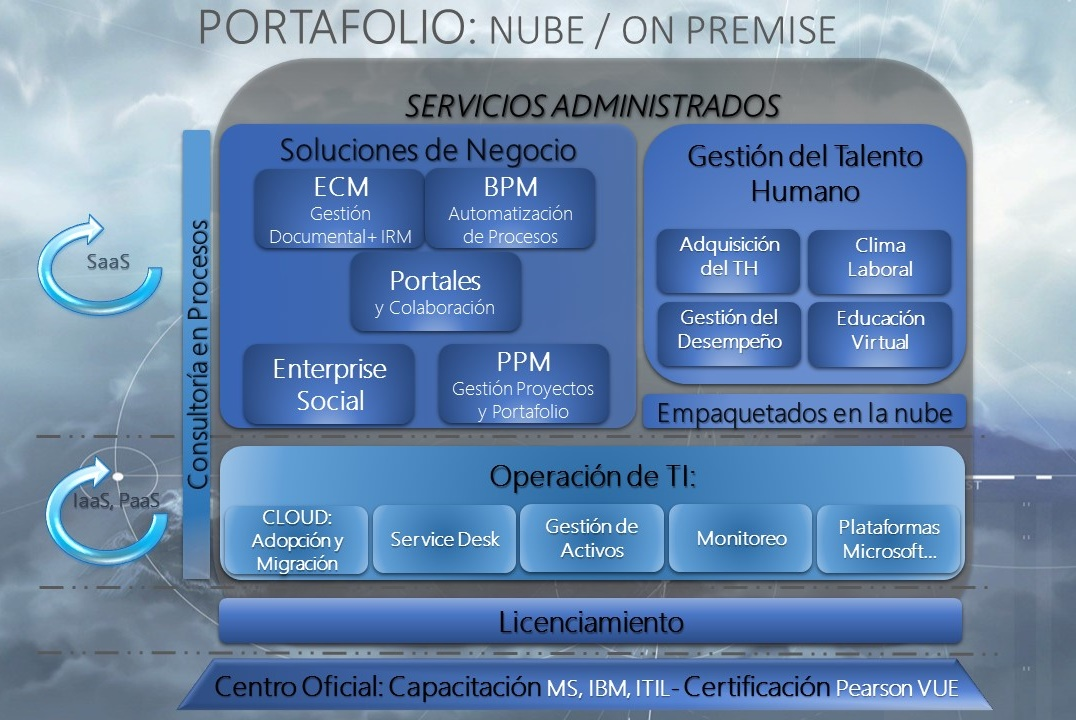 PORTAFOLIO: NUBE / ON PREMISE
SERVICIOS ADMINISTRADOS
Consultoría en Procesos
SaaS
Soluciones de Negocio
ECM
Gestión
Documental+ IRM
BPM
Automatización
de Procesos
Portales
y Colaboración
Enterprise
Social
PPM
Gestión Proyectos
y Portafolio
Gestión del Talento
Humano
Adquisición
del TH
Clima
Laboral
Gestión del
Desempeño
Educación
Virtual
Empaquetados en la nube
IaaS, PaaS
Operación de TI:
CLOUD:
Adopción y
Migración
Service Desk
Gestión de
Activos
Monitoreo
Plataformas
Microsoft...
Licenciamiento
Centro Oficial: Capacitación MS, IBM, ITIL- Certificación Pearson VUE